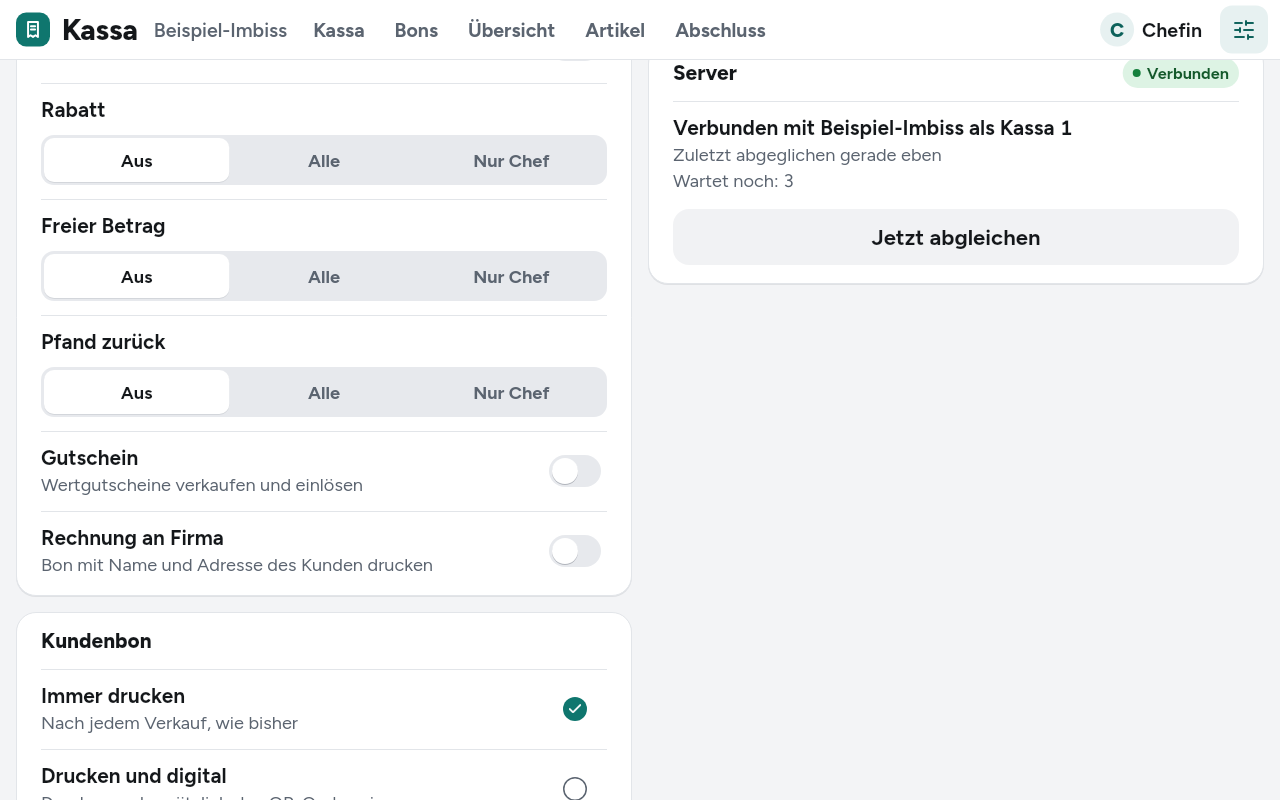 Kassa
Beispiel-Imbiss
Kassa
Bons
Übersicht
Artikel
Abschluss
C
Chefin
Rabatt
Aus
Alle
Nur Chef
Freier Betrag
Aus
Alle
Nur Chef
Pfand zurück
Aus
Alle
Nur Chef
Gutschein
Wertgutscheine verkaufen und einlösen
Rechnung an Firma
Bon mit Name und Adresse des Kunden drucken
Kundenbon
Immer drucken
Nach jedem Verkauf, wie bisher
Drucken und digital
Server
Verbunden
Verbunden mit Beispiel-Imbiss als Kassa 1
Zuletzt abgeglichen gerade eben
Wartet noch: 3
Jetzt abgleichen